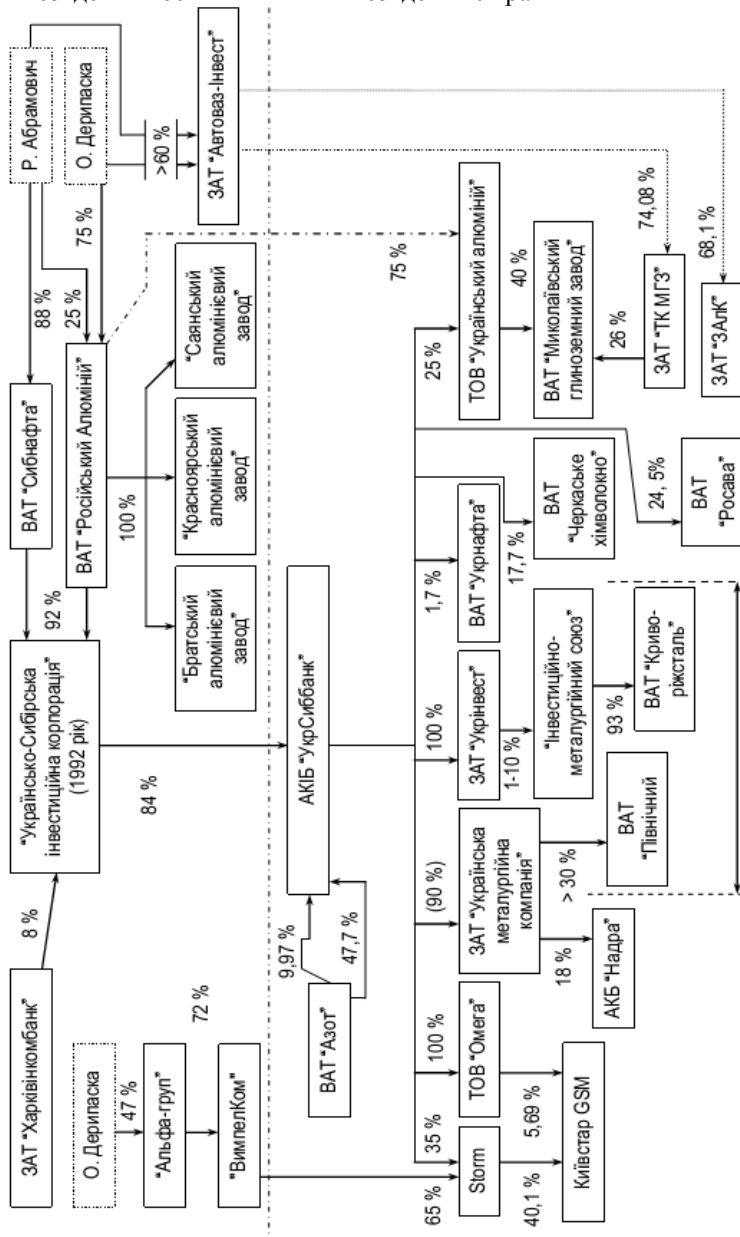 ЗАТ “Харківінкомбанк”
8 %
“Українсько-Сибірська
інвестиційна корпорація”
(1992 рік)
92 %
ВАТ “Сибнафта”
88 %
Р. Абрамович
О. Дерипаска
47 %
“Альфа-груп”
72 %
“ВимпелКом”
84 %
ВАТ “Російський Алюміній”
25 %
75 %
О. Дерипаска
>60 %
ЗАТ “Автоваз-Інвест”
100 %
“Братський
алюмінієвий
завод”
“Красноярський
алюмінієвий
завод”
“Саянський
алюмінієвий
завод”
ВАТ “Азот”
9,97 %
47,7 %
АКІБ “УкрСиббанк”
65 %
35 %
100 %
(90 %)
100 %
1,7 %
17,7 %
25 %
75 %
Storm
ТОВ “Омега”
ЗАТ “Українська
металургійна
компанія”
ЗАТ “Укрінвест”
ВАТ “Укрнафта”
ТОВ “Український алюміній”
40,1 %
5,69 %
18 %
> 30 %
1-10 %
40 %
74,08 %
Київстар GSM
АКБ “Надра”
ВАТ
“Північний
“Інвестиційно-
металургійний союз”
93 %
ВАТ “Криво-
ріжсталь”
ВАТ
“Черкаське
хімволокно”
ВАТ “Миколаївський
глиноземний завод”
26 %
ЗАТ “ТК МГЗ”
68,1 %
24, 5%
ВАТ
“Росава”
ЗАТ “ЗАлК”